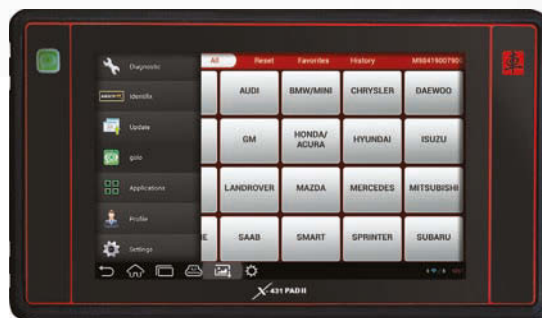 Diagnostic
Identifix
Update
golo
Applications
Profile
Settings
All
Reset
Favorites
History
AUDI
BMW/MINI
CHRYSLER
DAEWOO
GM
HONDA/
ACURA
HYUNDAI
ISUZU
LANDROVER
MAZDA
MERCEDES
MITSUBISHI
SAAB
SMART
SPRINTER
SUBARU
X-431 PAD II